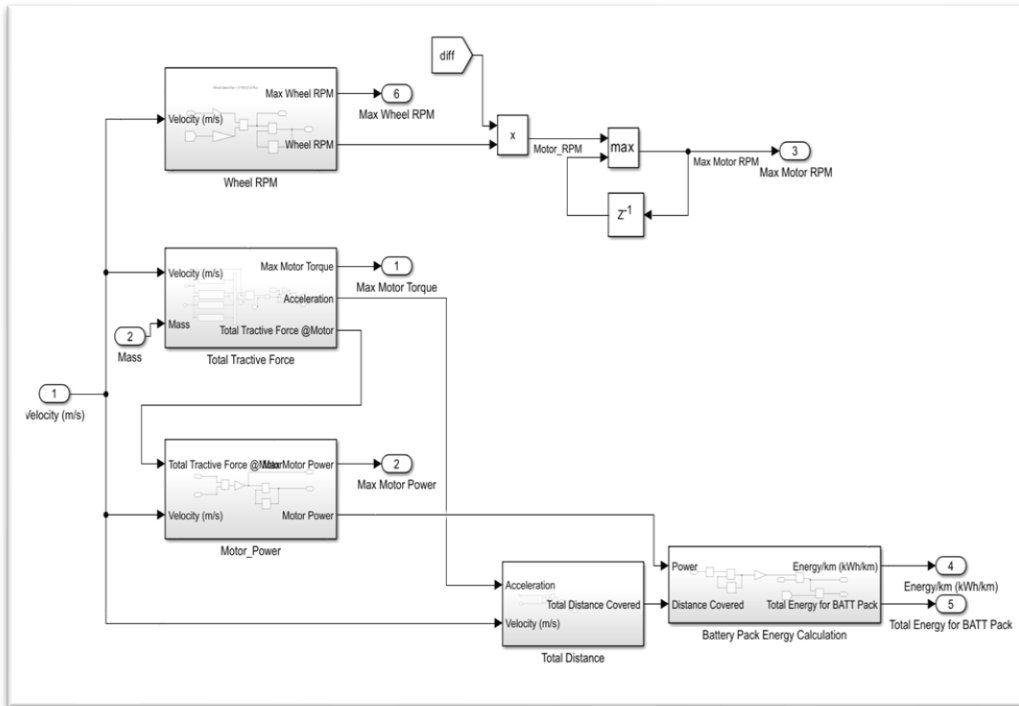 diff
Max Wheel RPM
6
Max Wheel RPM
Velocity (m/s)
x
Wheel RPM
Motor_RPM
max
Max Motor RPM
3
Max Motor RPM
Wheel RPM
Z-1
Velocity (m/s)
Max Motor Torque
1
Max Motor Torque
Acceleration
Mass
2
Mass
Total Tractive Force @Motor
Total Tractive Force
1
Velocity (m/s)
Total Tractive Force @Motor
Max Motor Power
2
Max Motor Power
Velocity (m/s)
Motor Power
Motor_Power
Power
Energy/km (kWh/km)
4
Energy/km (kWh/km)
Acceleration
Total Distance Covered
Distance Covered
Total Energy for BATT Pack
5
Total Energy for BATT Pack
Velocity (m/s)
Battery Pack Energy Calculation
Total Distance